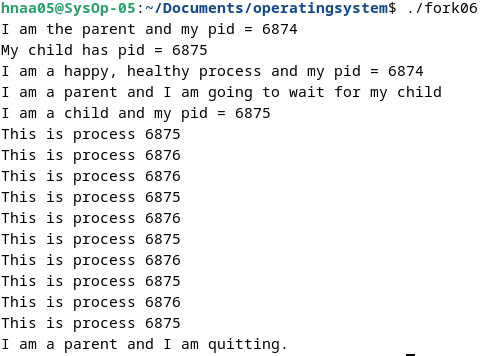 hnaa05@SysOp-05:~/Documents/operatingsystem$ ./fork06
I am the parent and my pid = 6874
My child has pid = 6875
I am a happy, healthy process and my pid = 6874
I am a parent and I am going to wait for my child
I am a child and my pid = 6875
This is process 6875
This is process 6876
This is process 6876
This is process 6875
This is process 6876
This is process 6875
This is process 6876
This is process 6875
This is process 6876
This is process 6875
I am a parent and I am quitting.